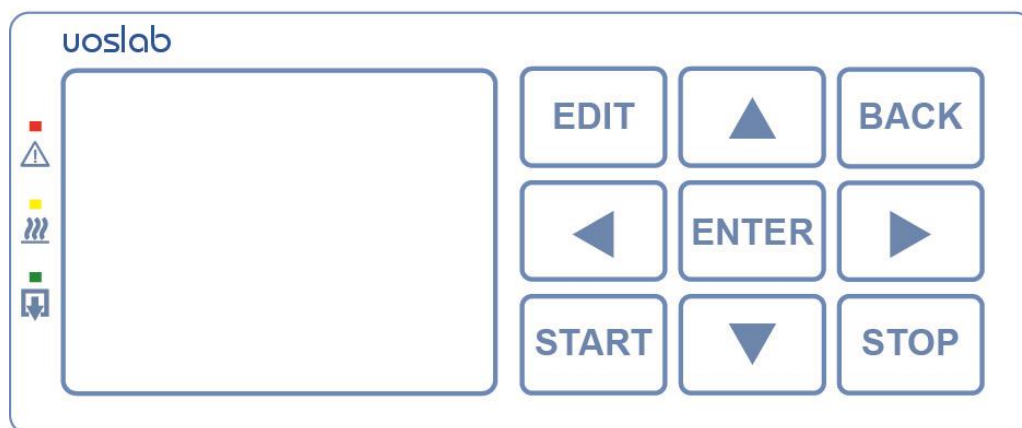 uoslab
EDIT
BACK
ENTER
START
STOP